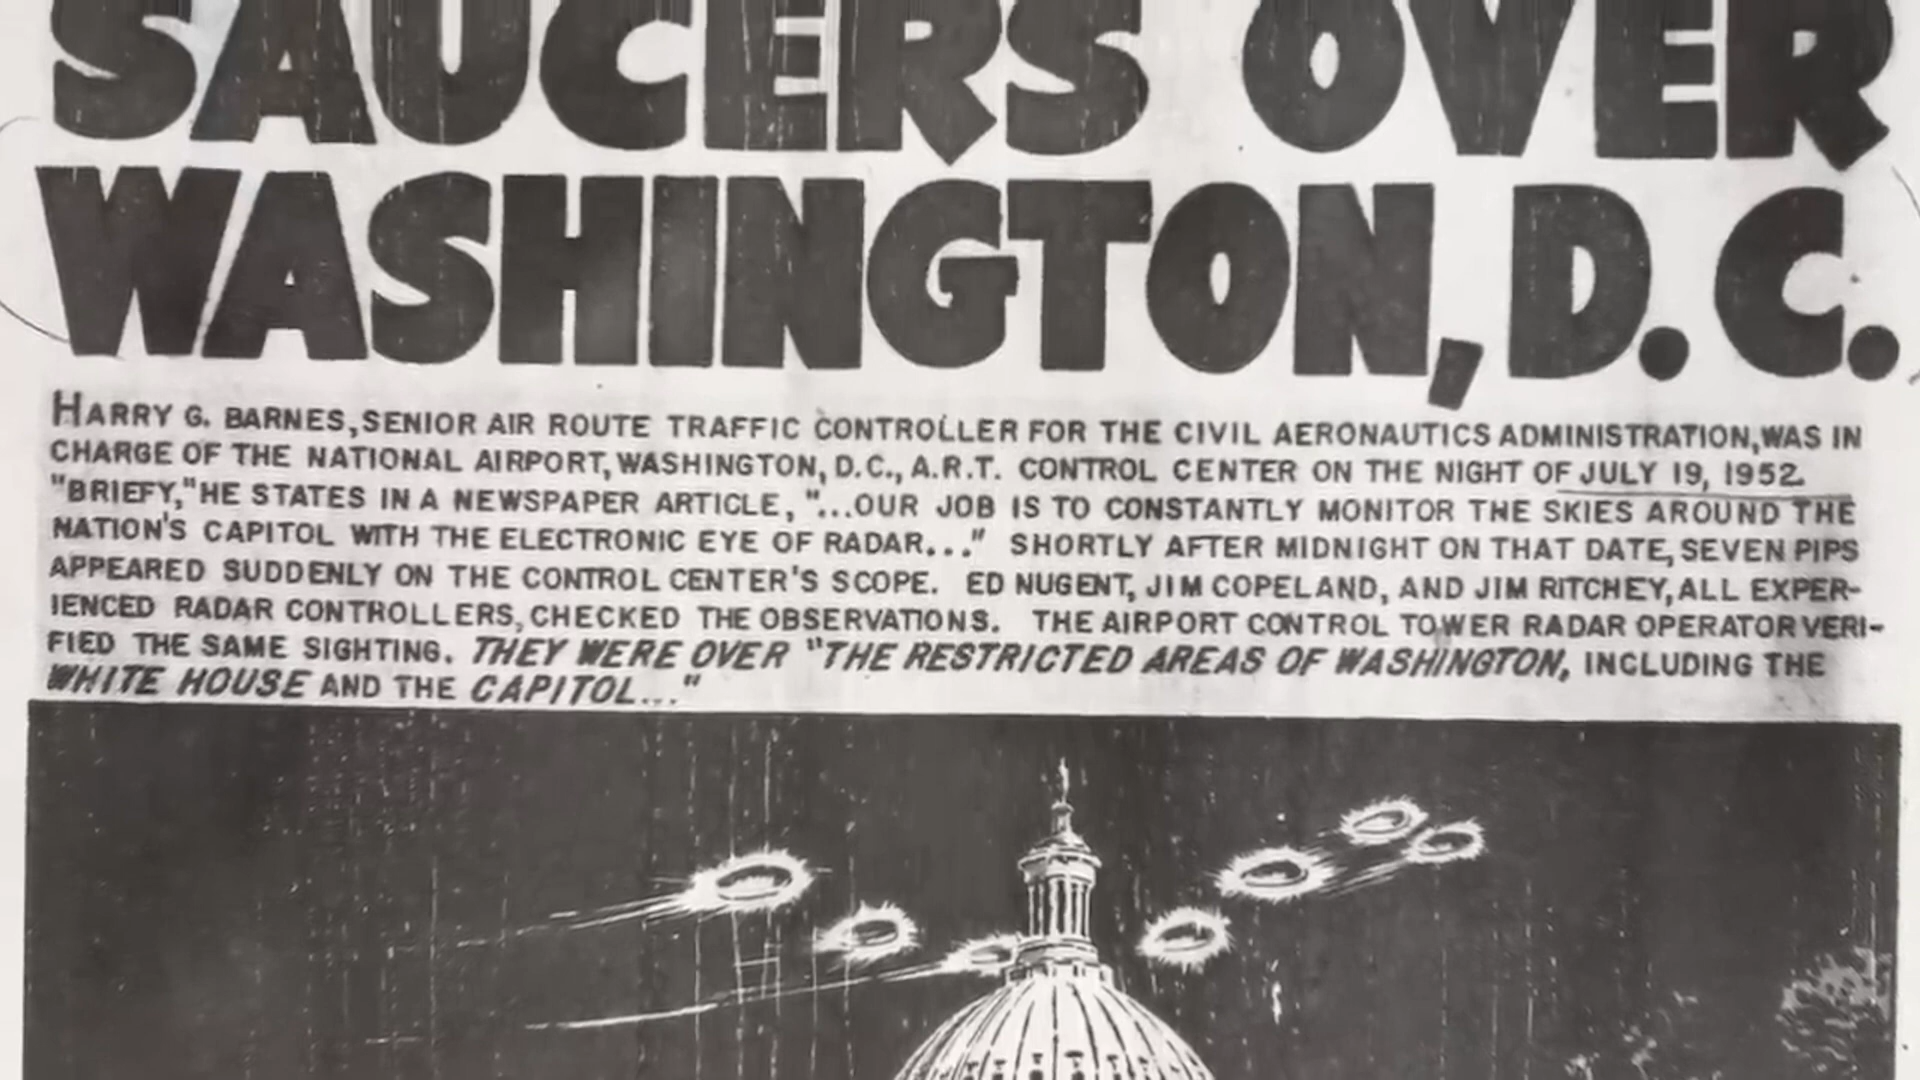 SAUCERS OVER
WASHINGTON, D.C.
HARRY G. BARNES, SENIOR AIR ROUTE TRAFFIC CONTROLLER FOR THE CIVIL AERONAUTICS ADMINISTRATION, WAS IN
CHARGE OF THE NATIONAL AIRPORT, WASHINGTON, D.C., A.R.T. CONTROL CENTER ON THE NIGHT OF JULY 19, 1952.
"BRIEFY," HE STATES IN A NEWSPAPER ARTICLE, "...OUR JOB IS TO CONSTANTLY MONITOR THE SKIES AROUND THE
NATION'S CAPITOL WITH THE ELECTRONIC EYE OF RADAR..." SHORTLY AFTER MIDNIGHT ON THAT DATE, SEVEN PIPS
APPEARED SUDDENLY ON THE CONTROL CENTER'S SCOPE. ED NUGENT, JIM COPELAND, AND JIM RITCHEY, ALL EXPER-
IENCED RADAR CONTROLLERS, CHECKED THE OBSERVATIONS. THE AIRPORT CONTROL TOWER RADAR OPERATOR VERI-
FIED THE SAME SIGHTING. THEY WERE OVER "THE RESTRICTED AREAS OF WASHINGTON, INCLUDING THE
WHITE HOUSE AND THE CAPITOL..."